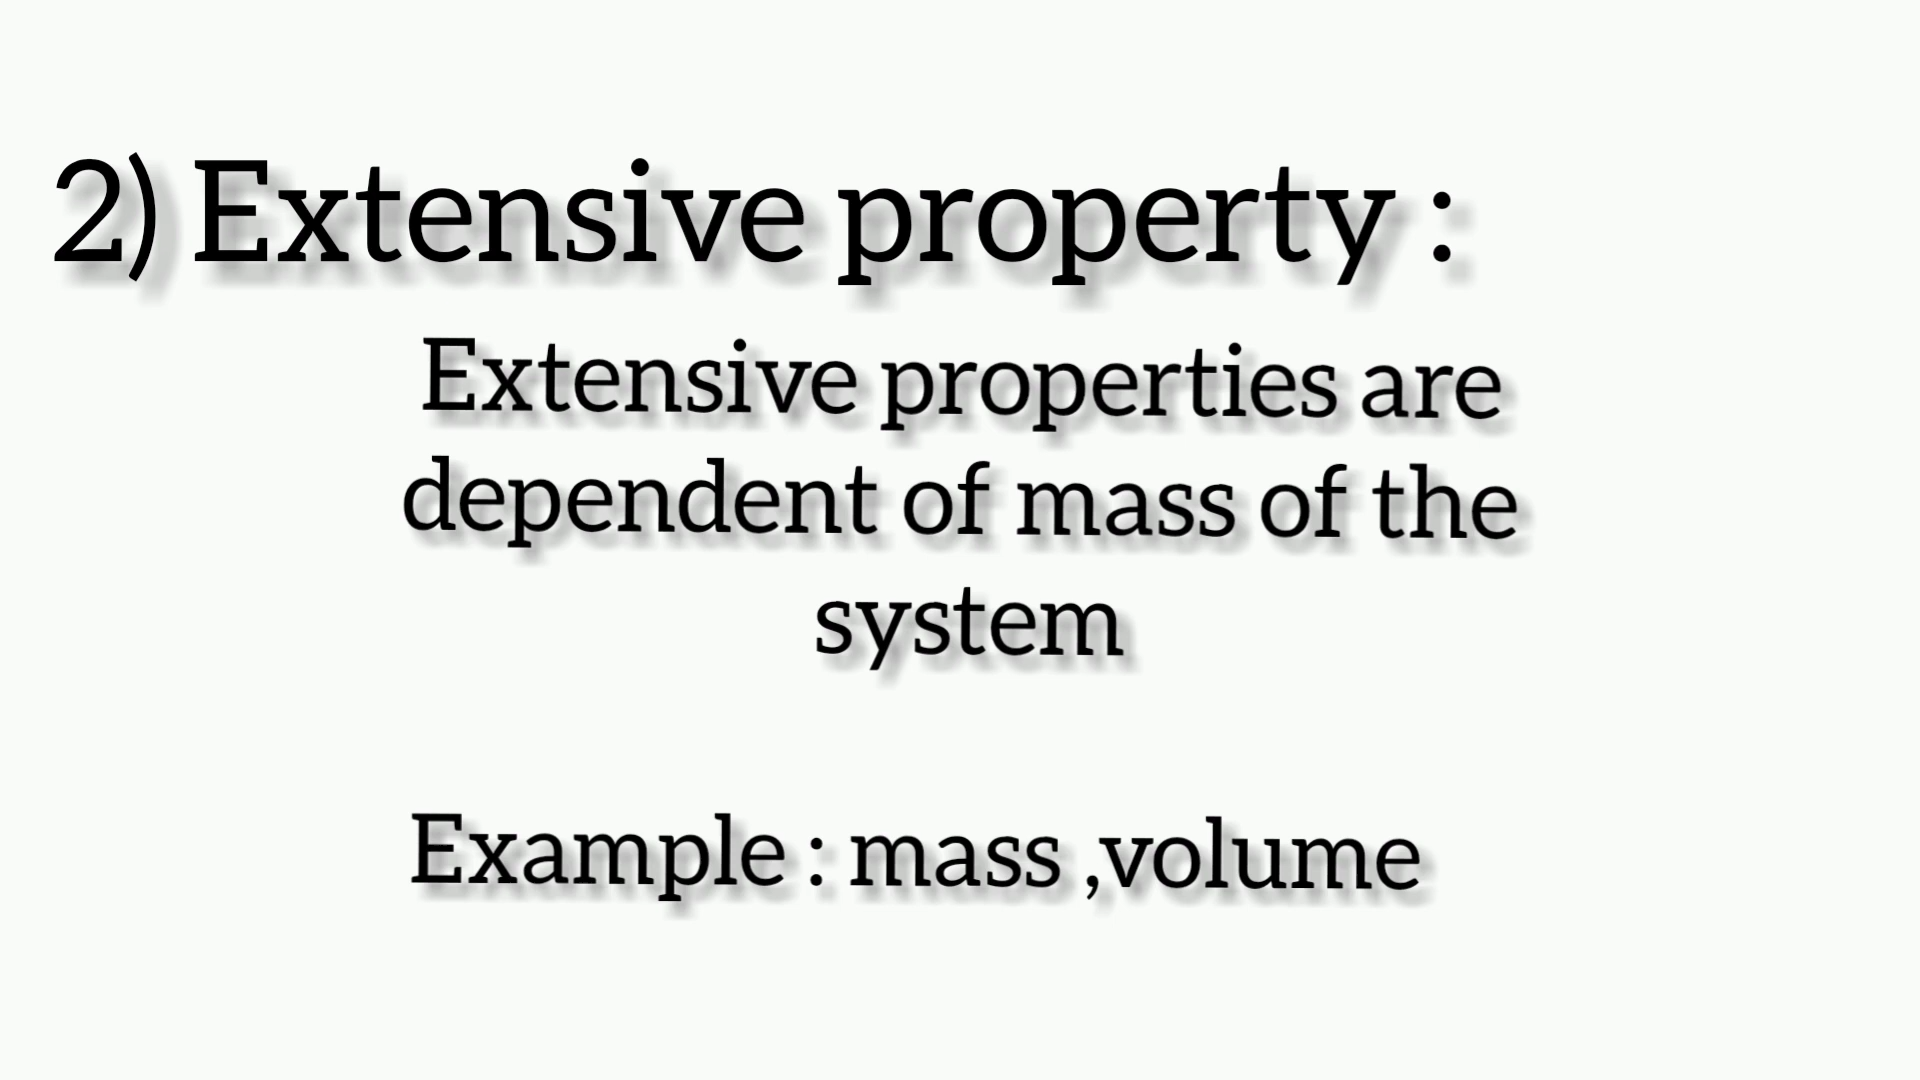 2) Extensive property :
Extensive properties are
dependent of mass of the
system
Example : mass ,volume